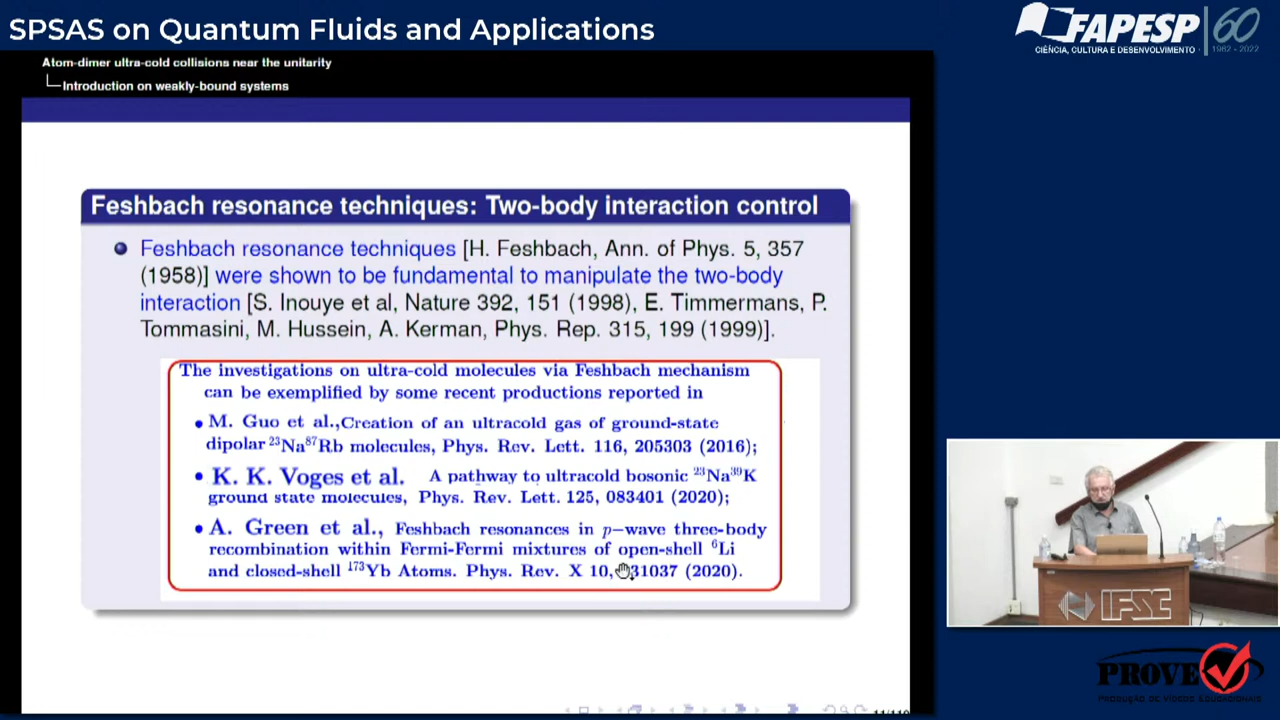 SPSAS on Quantum Fluids and Applications
FAPESP 60
CIÊNCIA, CULTURA E DESENVOLVIMENTO 1962 - 2022
Atom-dimer ultra-cold collisions near the unitarity
Introduction on weakly-bound systems
Feshbach resonance techniques: Two-body interaction control
Feshbach resonance techniques [H. Feshbach, Ann. of Phys. 5, 357
(1958)] were shown to be fundamental to manipulate the two-body
interaction [S. Inouye et al, Nature 392, 151 (1998), E. Timmermans, P.
Tommasini, M. Hussein, A. Kerman, Phys. Rep. 315, 199 (1999)].
The investigations on ultra-cold molecules via Feshbach mechanism
can be exemplified by some recent productions reported in
• M. Guo et al.,Creation of an ultracold gas of ground-state
dipolar ²³Na⁸⁷Rb molecules, Phys. Rev. Lett. 116, 205303 (2016);
• K. K. Voges et al. A pathway to ultracold bosonic ²³Na³⁹K
ground state molecules, Phys. Rev. Lett. 125, 083401 (2020);
• A. Green et al., Feshbach resonances in p−wave three-body
recombination within Fermi-Fermi mixtures of open-shell ⁶Li
and closed-shell ¹⁷³Yb Atoms. Phys. Rev. X 10, 31037 (2020).
IFSC
PROVE
PRODUÇÃO DE VÍDEOS EDUCACIONAIS